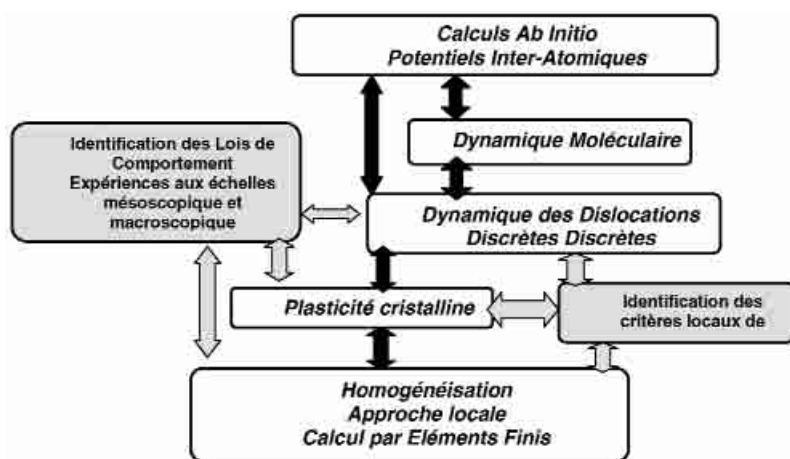 Calculs Ab Initio
Potentiels Inter-Atomiques
Identification des Lois de
Comportement
Expériences aux échelles
mésoscopique et
macroscopique
Dynamique Moléculaire
Dynamique des Dislocations
Discrètes Discrètes
Plasticité cristalline
Identification des
critères locaux de
Homogénéisation
Approche locale
Calcul par Eléments Finis